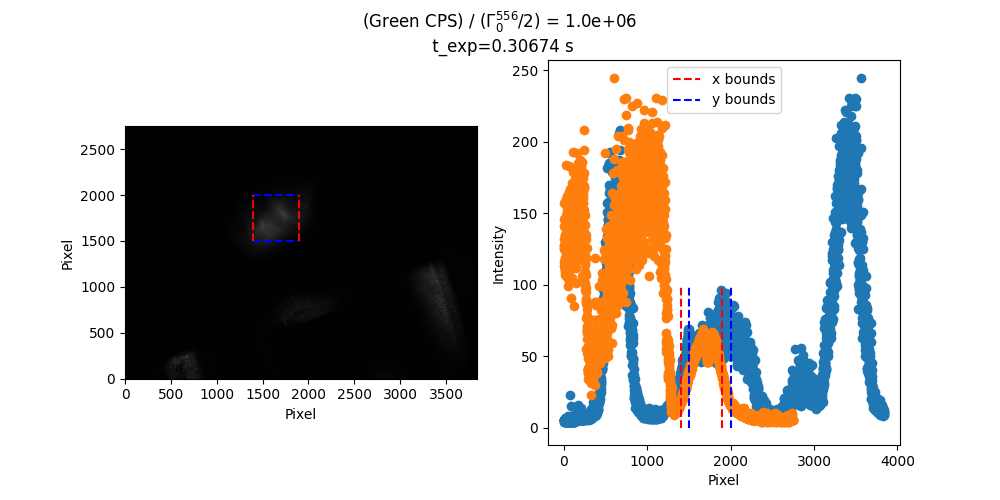 (Green CPS) / (Γ₀⁵⁵⁶/2) = 1.0e+06
t_exp=0.30674 s
2500
2000
1500
1000
500
0
Pixel
0 500 1000 1500 2000 2500 3000 3500
Pixel
x bounds
y bounds
250
200
150
100
50
0
Intensity
0 1000 2000 3000 4000
Pixel